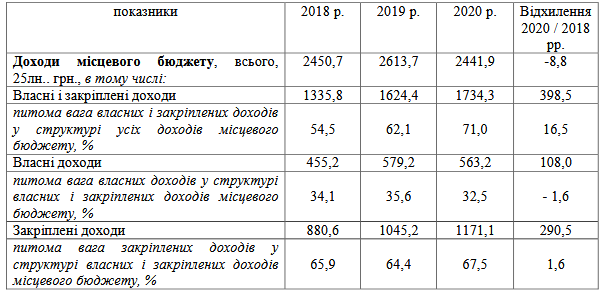 показники 2018 р. 2019 р. 2020 р. Відхилення
2020 / 2018
рр.
Доходи місцевого бюджету, всього,
25лн.. грн., в тому числі: 2450,7 2613,7 2441,9 -8,8
Власні і закріплені доходи 1335,8 1624,4 1734,3 398,5
питома вага власних і закріплених доходів
у структурі усіх доходів місцевого
бюджету, % 54,5 62,1 71,0 16,5
Власні доходи 455,2 579,2 563,2 108,0
питома вага власних доходів у структурі
власних і закріплених доходів місцевого
бюджету, % 34,1 35,6 32,5 - 1,6
Закріплені доходи 880,6 1045,2 1171,1 290,5
питома вага закріплених доходів у
структурі власних і закріплених доходів
місцевого бюджету, % 65,9 64,4 67,5 1,6